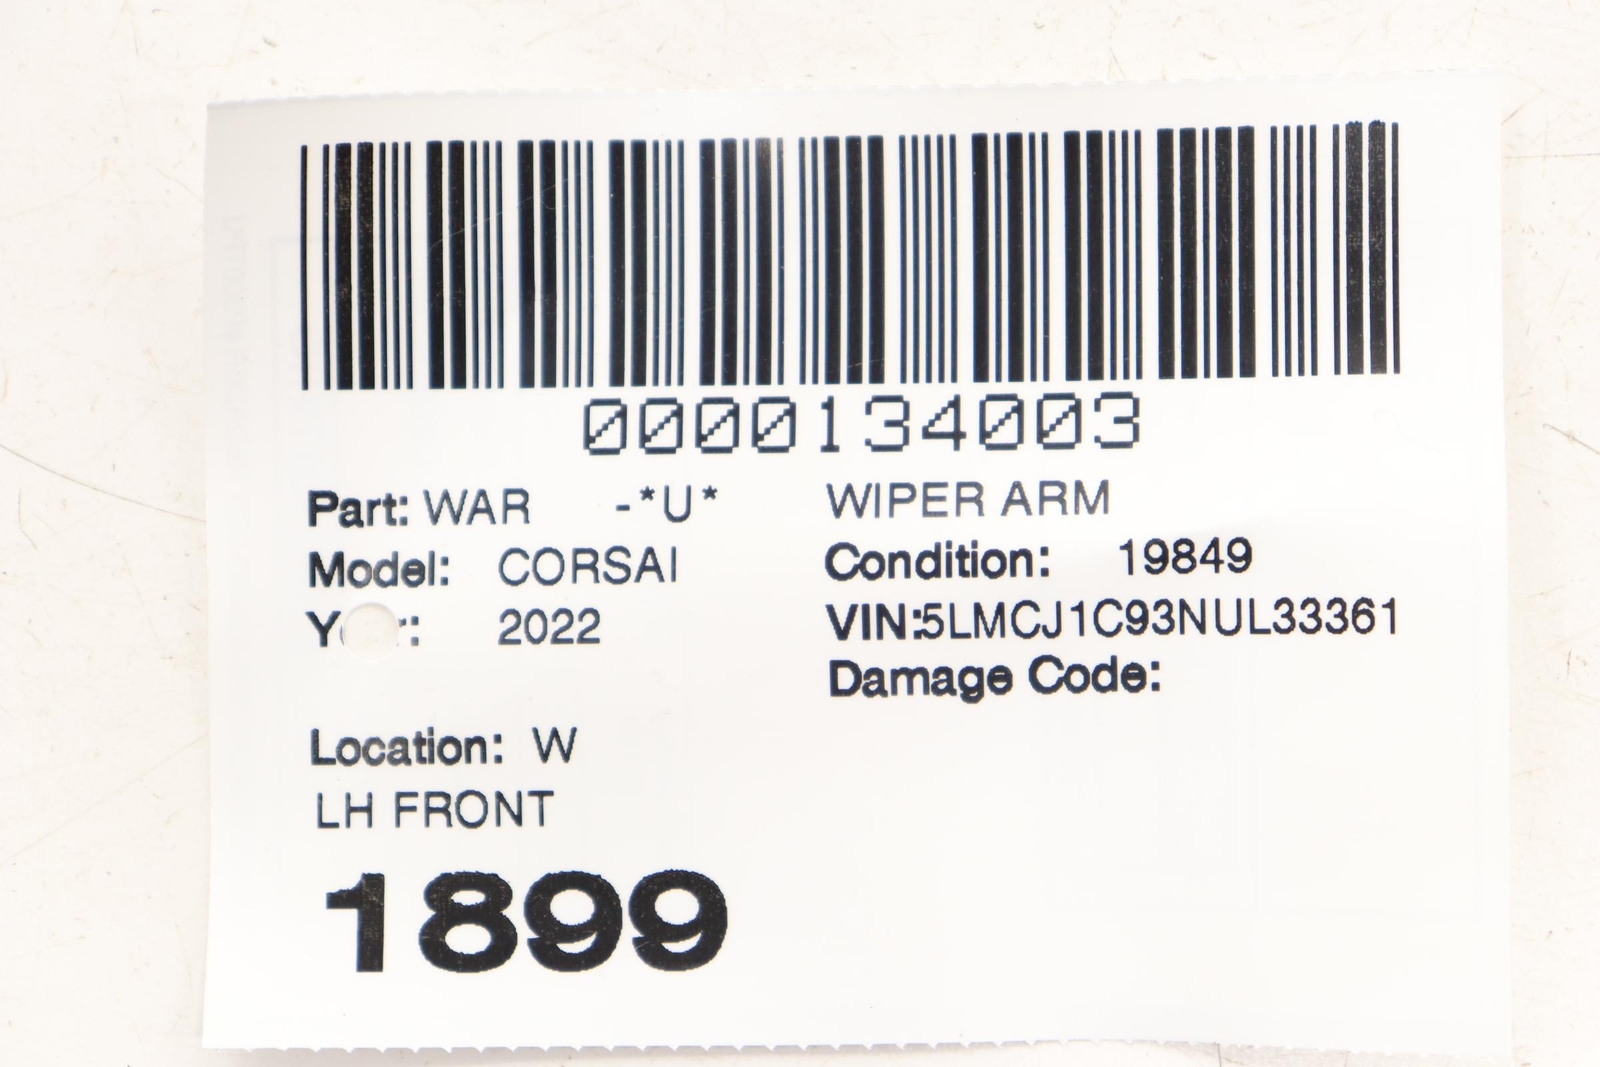 0000134003
Part: WAR -*U* WIPER ARM
Model: CORSAI Condition: 19849
2022 VIN:5LMCJ1C93NUL33361
Damage Code:
Location: W
LH FRONT
1899